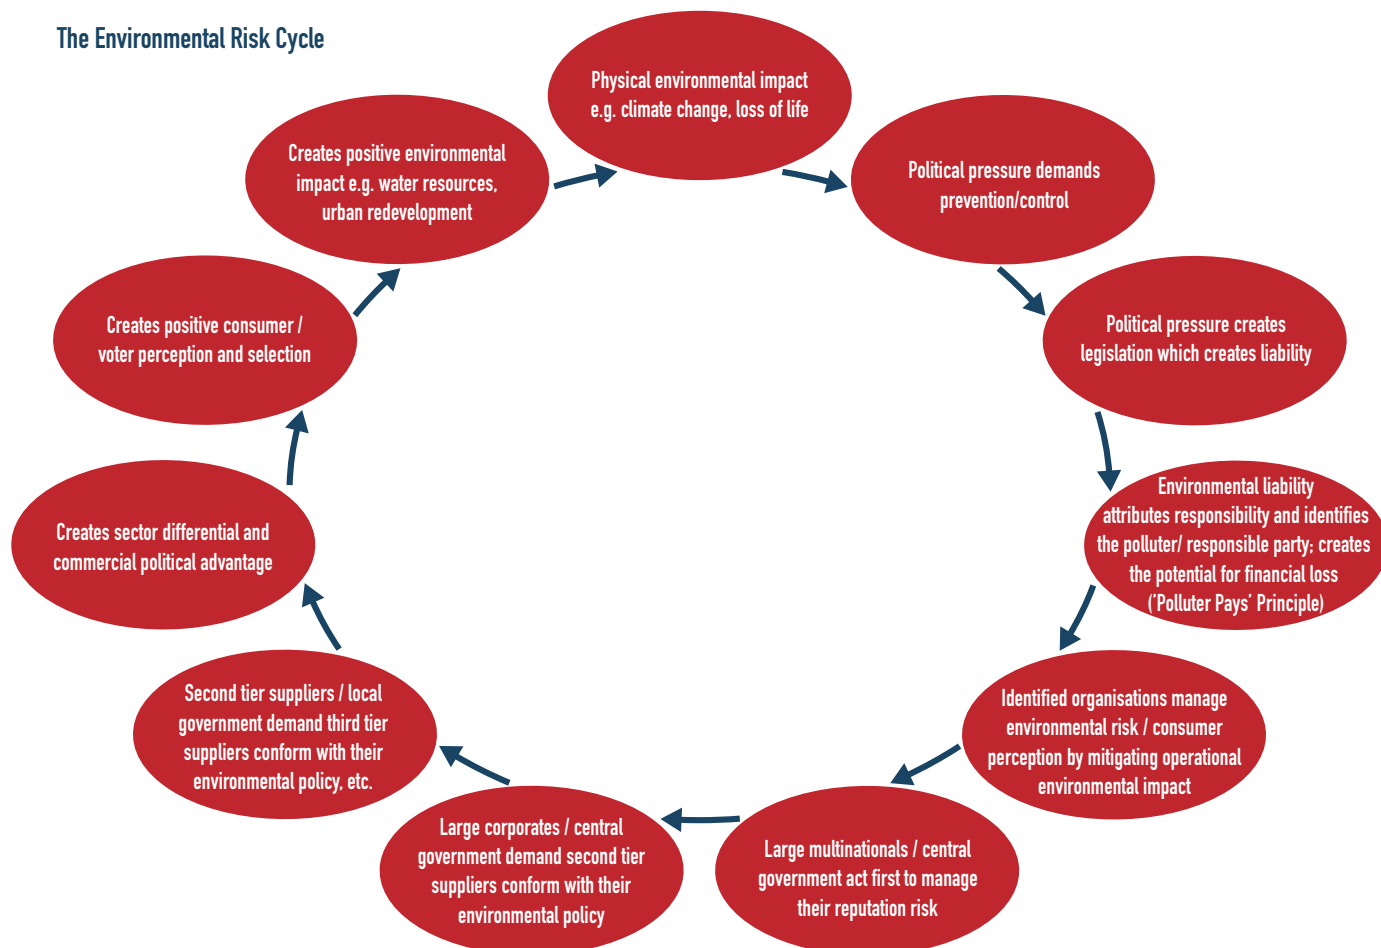 The Environmental Risk Cycle
Physical environmental impact
e.g. climate change, loss of life
Political pressure demands
prevention/control
Political pressure creates
legislation which creates liability
Environmental liability
attributes responsibility and identifies
the polluter/ responsible party; creates
the potential for financial loss
('Polluter Pays' Principle)
Identified organisations manage
environmental risk / consumer
perception by mitigating operational
environmental impact
Large multinationals / central
government act first to manage
their reputation risk
Large corporates / central
government demand second tier
suppliers conform with their
environmental policy
Second tier suppliers / local
government demand third tier
suppliers conform with their
environmental policy, etc.
Creates sector differential and
commercial political advantage
Creates positive consumer /
voter perception and selection
Creates positive environmental
impact e.g. water resources,
urban redevelopment